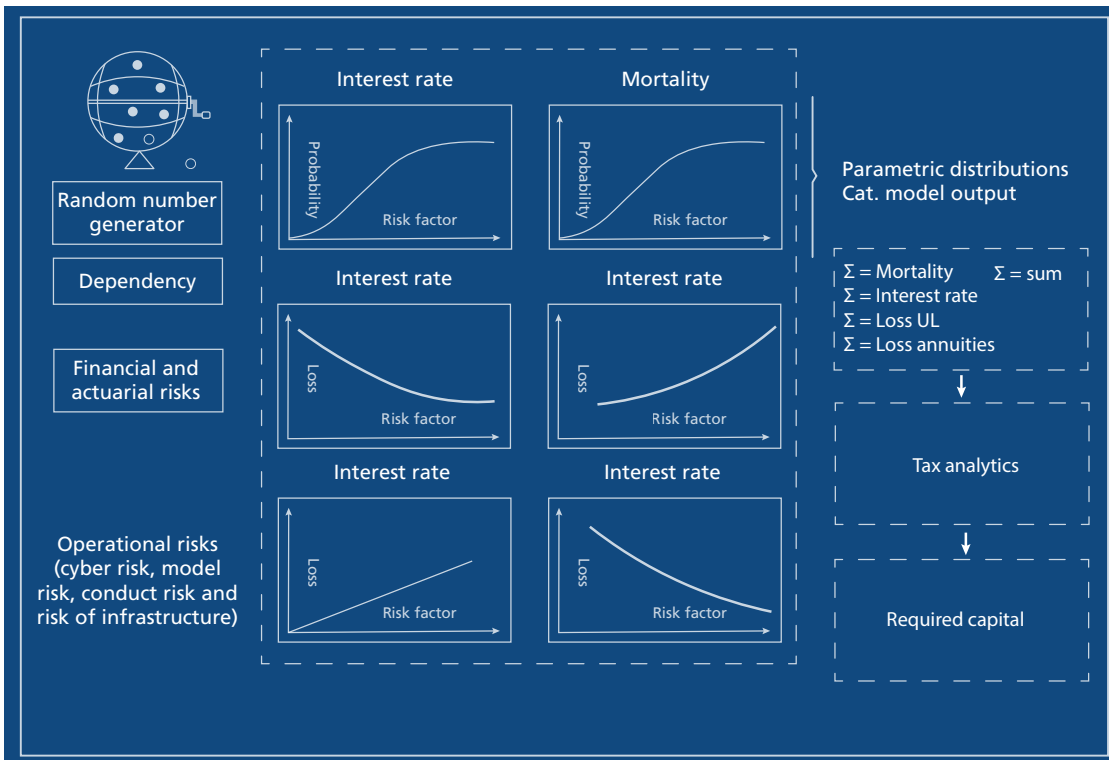 Random number
generator
Dependency
Financial and
actuarial risks
Operational risks
(cyber risk, model
risk, conduct risk and
risk of infrastructure)
Interest rate
Probability
Risk factor
Mortality
Probability
Risk factor
Interest rate
Loss
Risk factor
Interest rate
Loss
Risk factor
Interest rate
Loss
Risk factor
Interest rate
Loss
Risk factor
Parametric distributions
Cat. model output
Σ = Mortality Σ = sum
Σ = Interest rate
Σ = Loss UL
Σ = Loss annuities
Tax analytics
Required capital